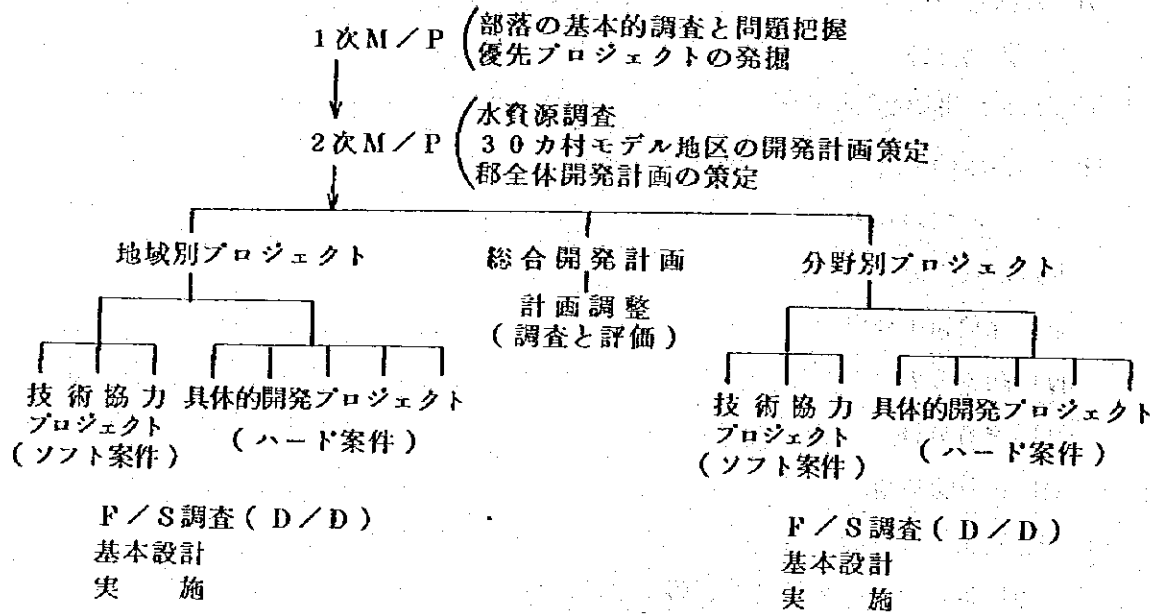 1次M/P
部落の基本的調査と問題把握
優先プロジェクトの発掘
2次M/P
水資源調査
30カ村モデル地区の開発計画策定
郡全体開発計画の策定
地域別プロジェクト
総合開発計画
分野別プロジェクト
計画調整
(調査と評価)
技術協力
プロジェクト
(ソフト案件)
具体的開発プロジェクト
(ハード案件)
技術協力
プロジェクト
(ソフト案件)
具体的開発プロジェクト
(ハード案件)
F/S調査(D/D)
基本設計
実 施
F/S調査(D/D)
基本設計
実 施